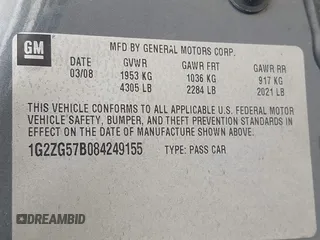 GM
MFD BY GENERAL MOTORS CORP.
DATE GVWR GAWR FRT GAWR RR
03/08 1953 KG 1036 KG 917 KG
4305 LB 2284 LB 2021 LB
THIS VEHICLE CONFORMS TO ALL APPLICABLE U.S. FEDERAL MOTOR
VEHICLE SAFETY, BUMPER, AND THEFT PREVENTION STANDARDS IN
EFFECT ON THE DATE OF MANUFACTURE SHOWN ABOVE.
1G2ZG57B084249155 TYPE: PASS CAR
DREAMBID